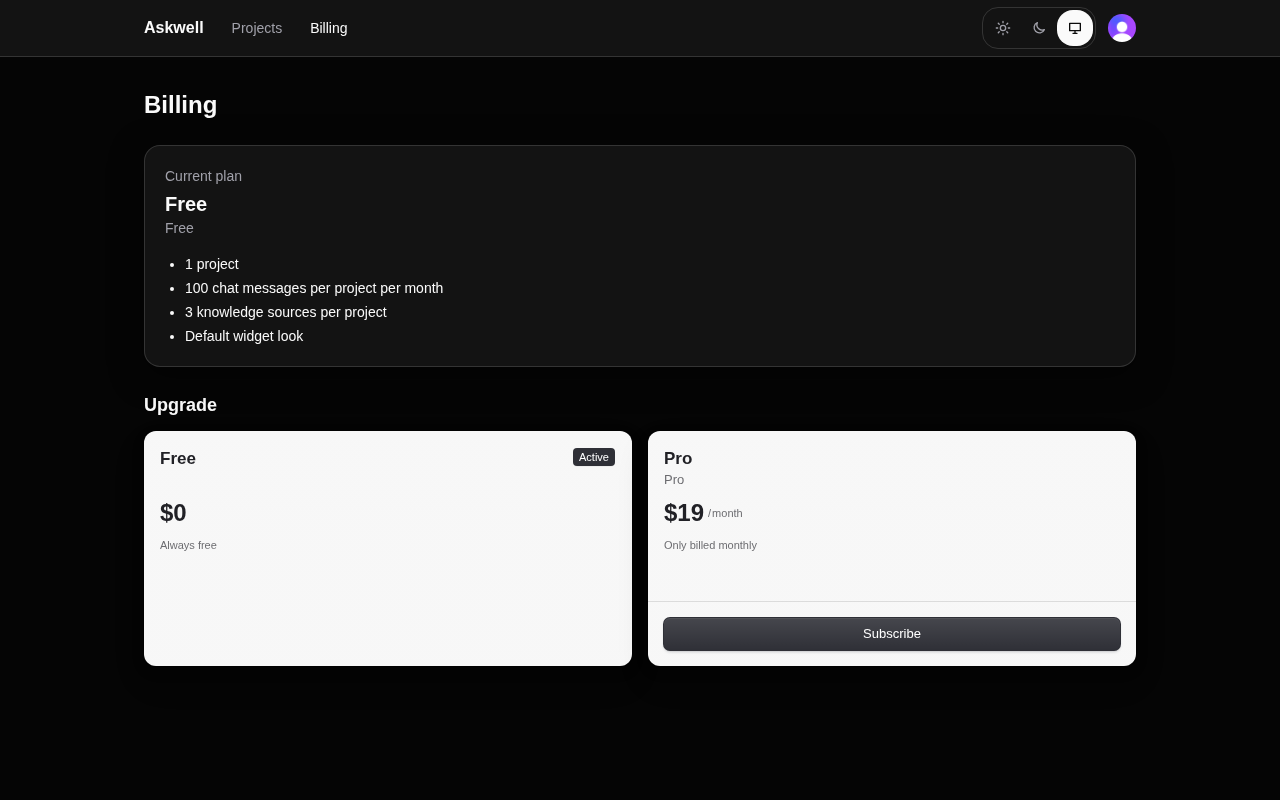 Askwell Projects Billing
Billing
Current plan
Free
Free
• 1 project
• 100 chat messages per project per month
• 3 knowledge sources per project
• Default widget look
Upgrade
Free Active
$0
Always free
Pro
Pro
$19 /month
Only billed monthly
Subscribe